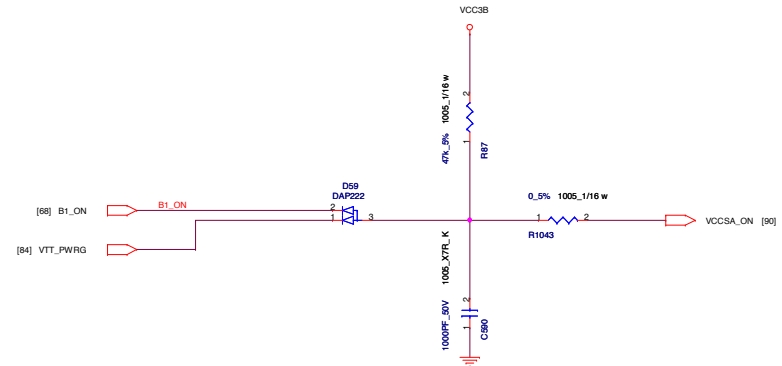 VCC3B
2
1005_1/16 w
47k_5%
1
R87
D59
DAP222
0_5% 1005_1/16 w
[68] B1_ON
B1_ON
2
1
3
1
2
VCCSA_ON [90]
R1043
[84] VTT_PWRG
1005_X7R_K
1000PF_50V
2
1
C590